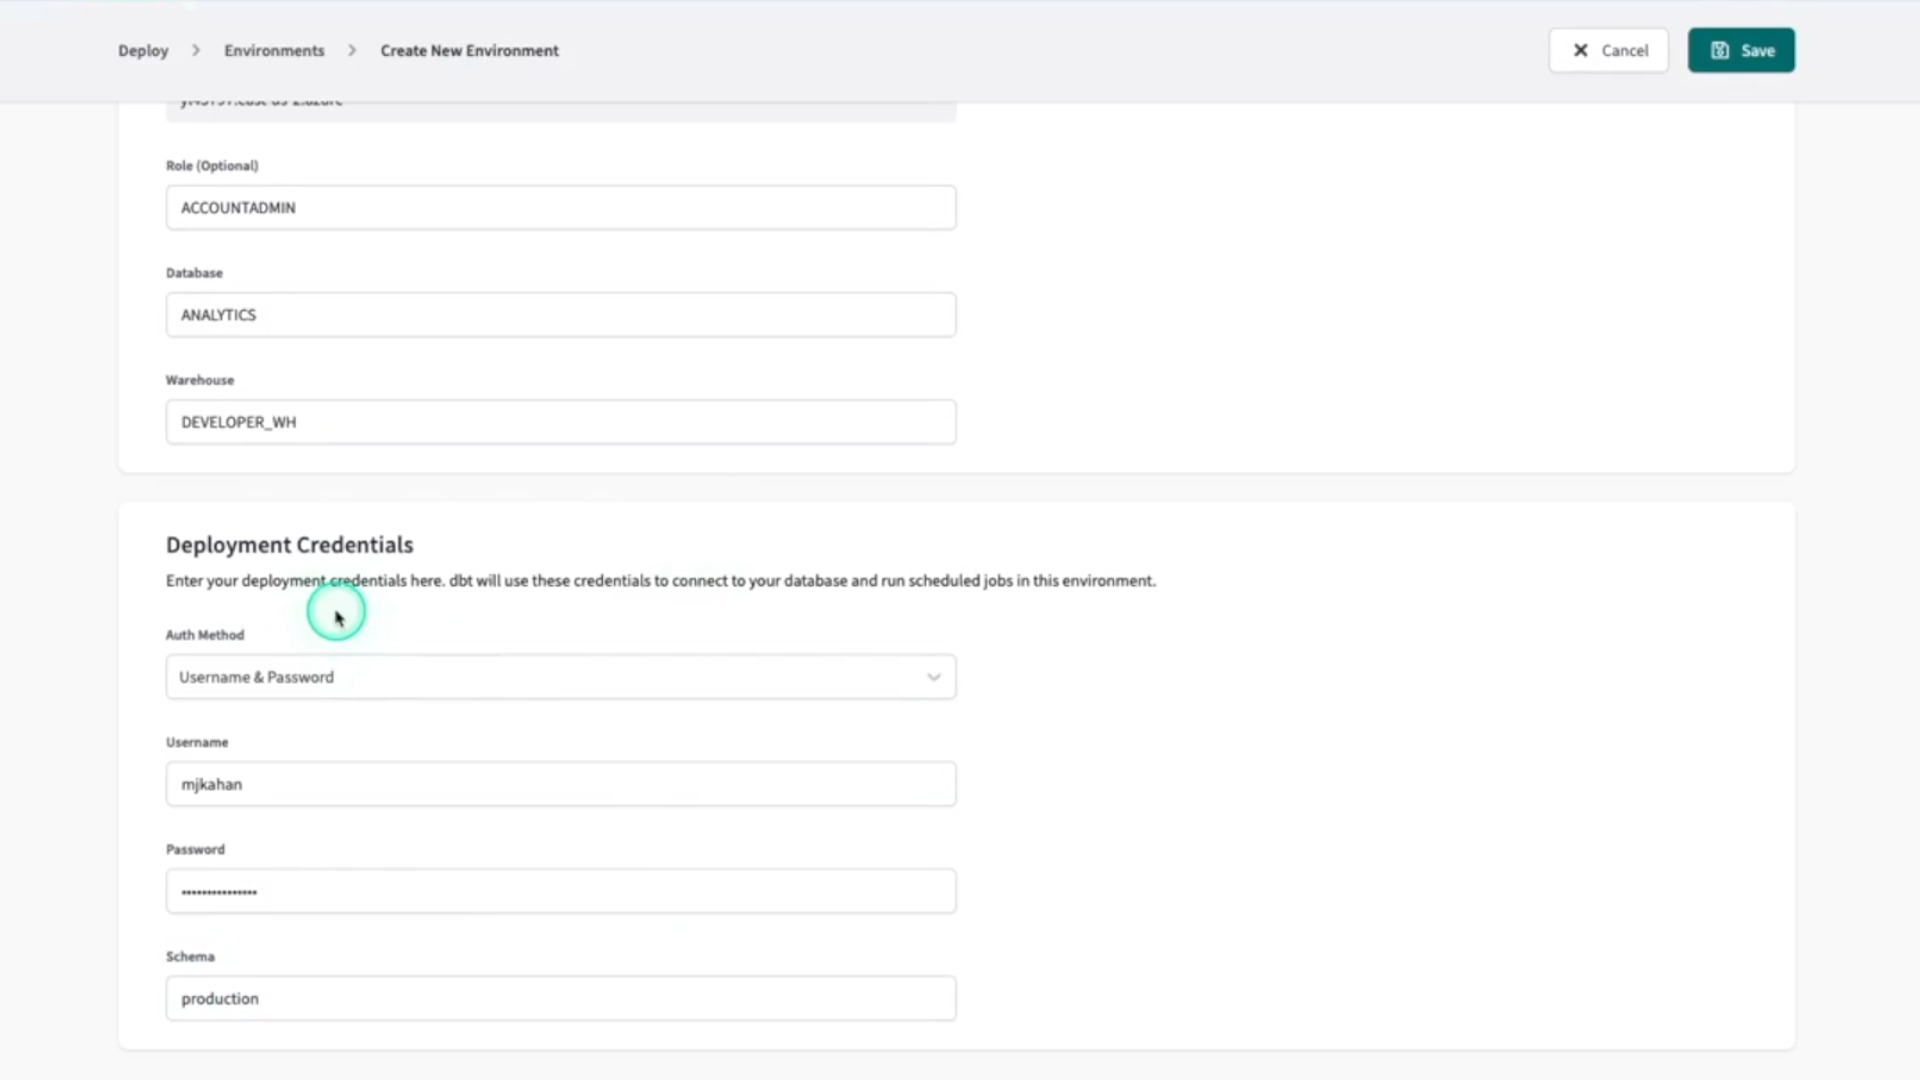 Deploy > Environments > Create New Environment
Cancel
Save
Role (Optional)
ACCOUNTADMIN
Database
ANALYTICS
Warehouse
DEVELOPER_WH
Deployment Credentials
Enter your deployment credentials here. dbt will use these credentials to connect to your database and run scheduled jobs in this environment.
Auth Method
Username & Password
Username
mjkahan
Password
•••••••••••••••
Schema
production